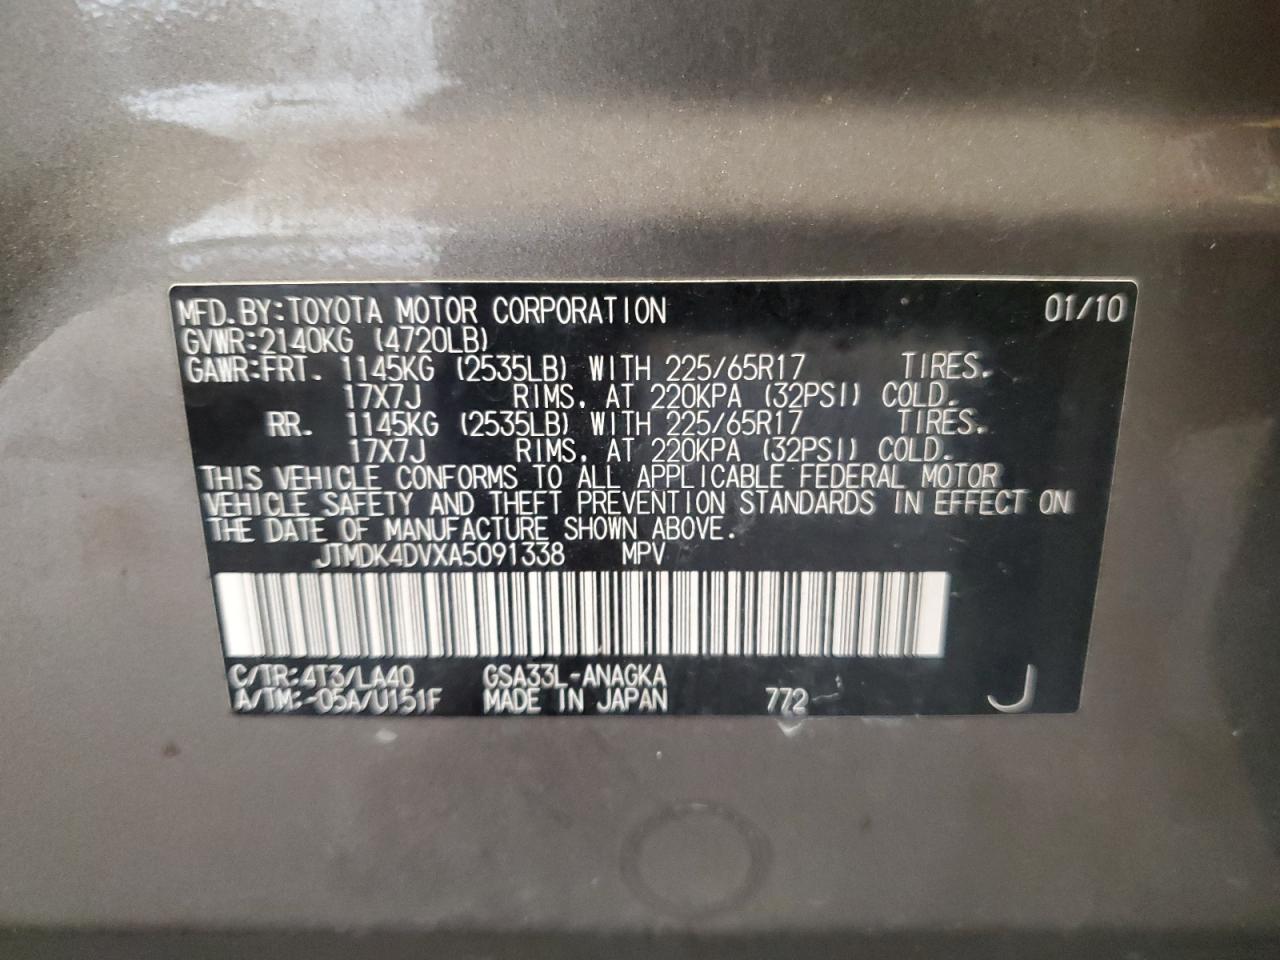 MFD. BY: TOYOTA MOTOR CORPORATION 01/10
GVWR: 2140KG (4720LB)
GAWR: FRT. 1145KG (2535LB) WITH 225/65R17 TIRES.
17X7J RIMS, AT 220KPA (32PSI) COLD.
RR. 1145KG (2535LB) WITH 225/65R17 TIRES.
17X7J RIMS, AT 220KPA (32PSI) COLD.
THIS VEHICLE CONFORMS TO ALL APPLICABLE FEDERAL MOTOR
VEHICLE SAFETY AND THEFT PREVENTION STANDARDS IN EFFECT ON
THE DATE OF MANUFACTURE SHOWN ABOVE.
JTMDK4DVXA5091338 MPV
C/TR: 4T3/LA40 GSA33L-ANAGKA
A/TM: -05A/U151F MADE IN JAPAN 772 J